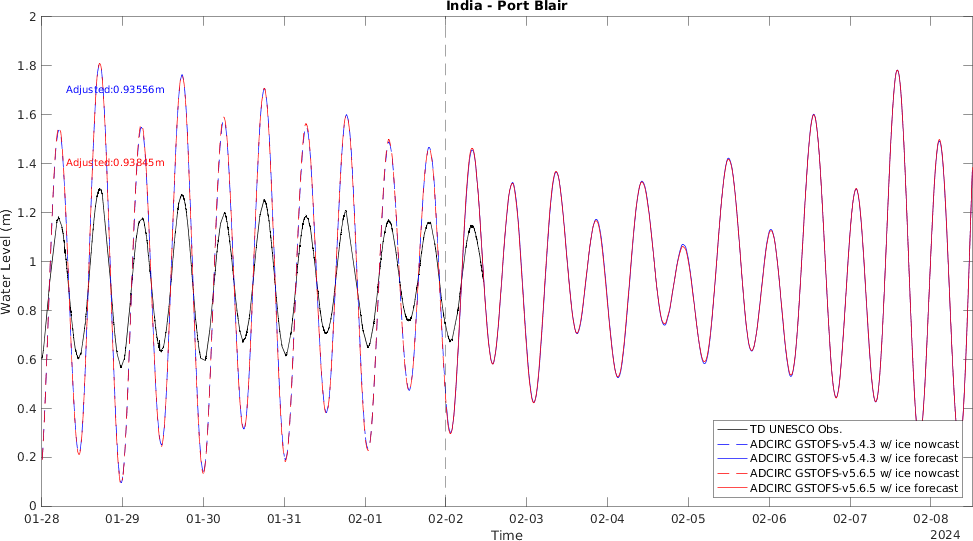 India - Port Blair
2
1.8
1.6
1.4
1.2
1
0.8
0.6
0.4
0.2
0
Water Level (m)
Adjusted:0.93556m
Adjusted:0.93845m
TD UNESCO Obs.
ADCIRC GSTOFS-v5.4.3 w/ ice nowcast
ADCIRC GSTOFS-v5.4.3 w/ ice forecast
ADCIRC GSTOFS-v5.6.5 w/ ice nowcast
ADCIRC GSTOFS-v5.6.5 w/ ice forecast
01-28 01-29 01-30 01-31 02-01 02-02 02-03 02-04 02-05 02-06 02-07 02-08
Time
2024